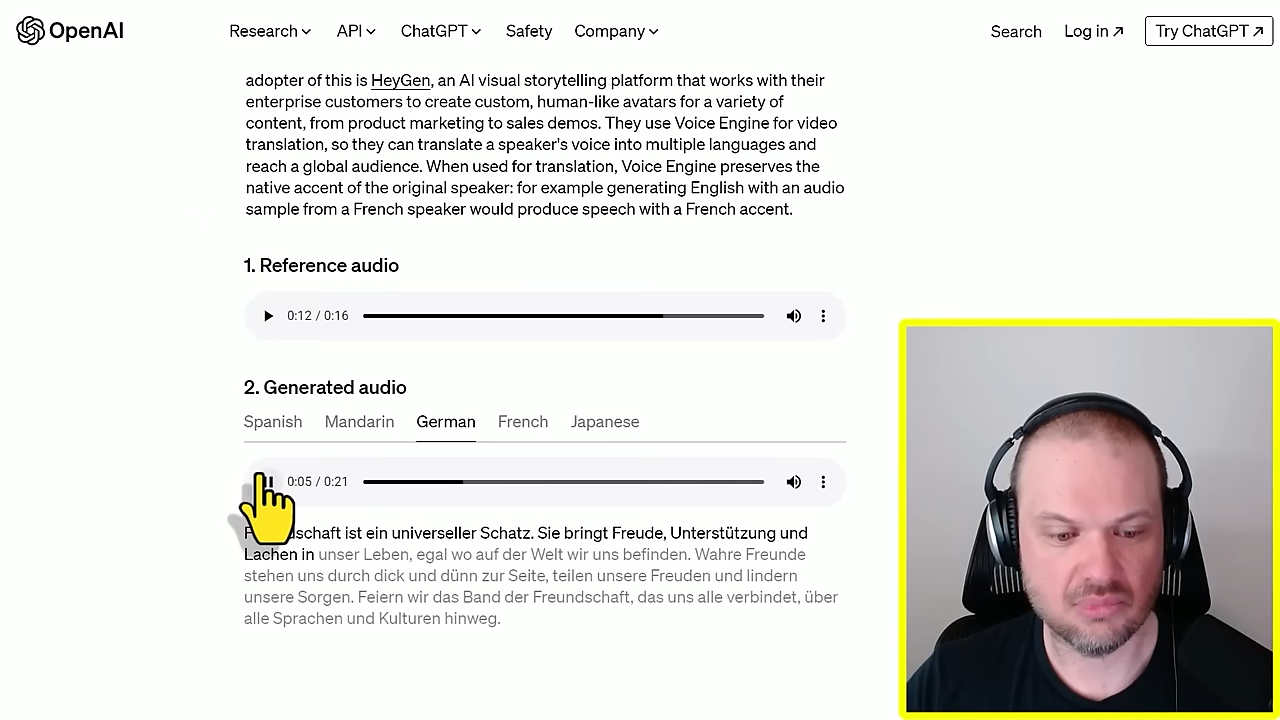 OpenAI
Research API ChatGPT Safety Company Search Log in Try ChatGPT
adopter of this is HeyGen, an AI visual storytelling platform that works with their
enterprise customers to create custom, human-like avatars for a variety of
content, from product marketing to sales demos. They use Voice Engine for video
translation, so they can translate a speaker's voice into multiple languages and
reach a global audience. When used for translation, Voice Engine preserves the
native accent of the original speaker: for example generating English with an audio
sample from a French speaker would produce speech with a French accent.
1. Reference audio
0:12 / 0:16
2. Generated audio
Spanish Mandarin German French Japanese
0:05 / 0:21
ist ein universeller Schatz. Sie bringt Freude, Unterstützung und
Lachen in unser Leben, egal wo auf der Welt wir uns befinden. Wahre Freunde
stehen uns durch dick und dünn zur Seite, teilen unsere Freuden und lindern
unsere Sorgen. Feiern wir das Band der Freundschaft, das uns alle verbindet, über
alle Sprachen und Kulturen hinweg.